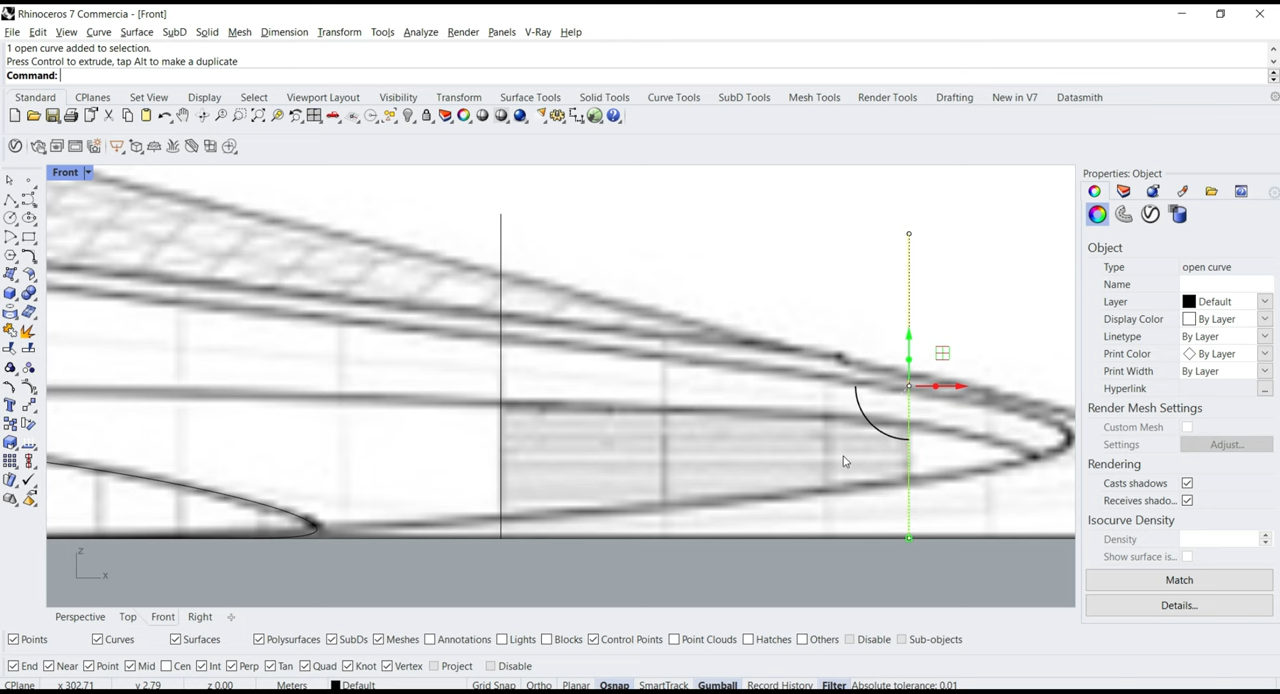 Rhinoceros 7 Commercia - [Front]
File Edit View Curve Surface SubD Solid Mesh Dimension Transform Tools Analyze Render Panels V-Ray Help
1 open curve added to selection.
Press Control to extrude, tap Alt to make a duplicate
Command:
Standard CPlanes Set View Display Select Viewport Layout Visibility Transform Surface Tools Solid Tools Curve Tools SubD Tools Mesh Tools Render Tools Drafting New in V7 Datasmith
Front
Properties: Object
Object
Type open curve
Name
Layer Default
Display Color By Layer
Linetype By Layer
Print Color By Layer
Print Width By Layer
Hyperlink ...
Render Mesh Settings
Custom Mesh
Settings Adjust...
Rendering
Casts shadows
Receives shado...
Isocurve Density
Density
Show surface is...
Match
Details...
z
x
Perspective Top Front Right
Points Curves Surfaces Polysurfaces SubDs Meshes Annotations Lights Blocks Control Points Point Clouds Hatches Others Disable Sub-objects
End Near Point Mid Cen Int Perp Tan Quad Knot Vertex Project Disable
CPlane x 302.71 y 2.79 z 0.00 Meters Default Grid Snap Ortho Planar Osnap SmartTrack Gumball Record History Filter Absolute tolerance: 0.01